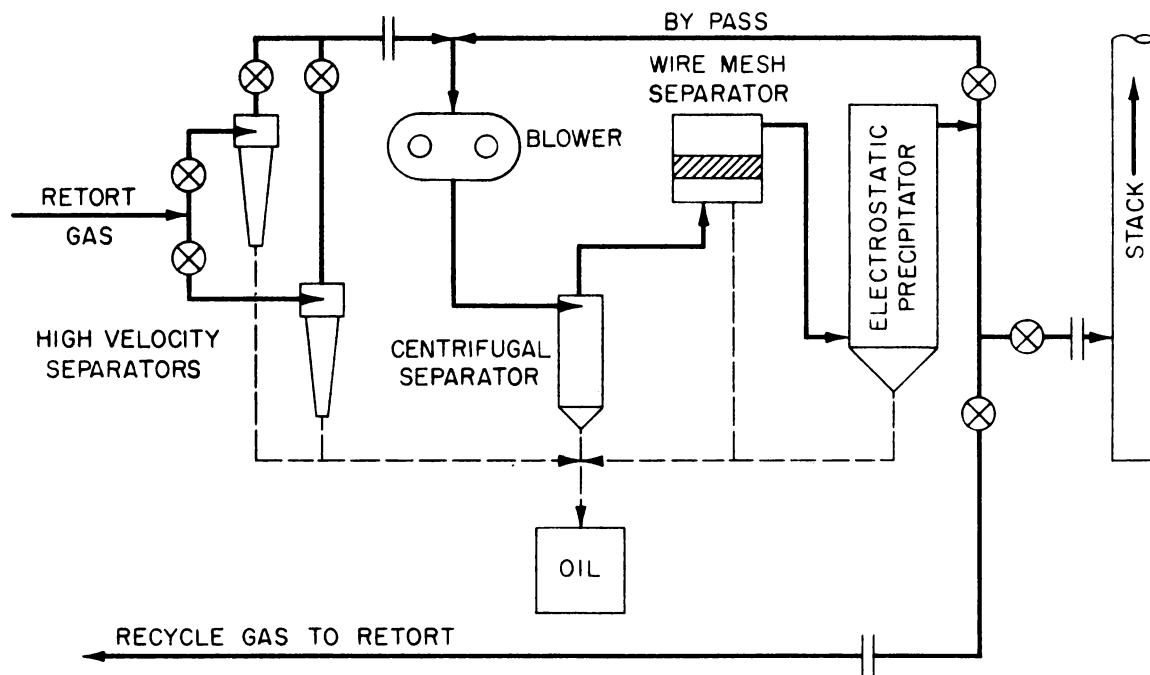 BY PASS
WIRE MESH
SEPARATOR
BLOWER
RETORT
GAS
HIGH VELOCITY
SEPARATORS
CENTRIFUGAL
SEPARATOR
ELECTROSTATIC
PRECIPITATOR
STACK
OIL
RECYCLE GAS TO RETORT